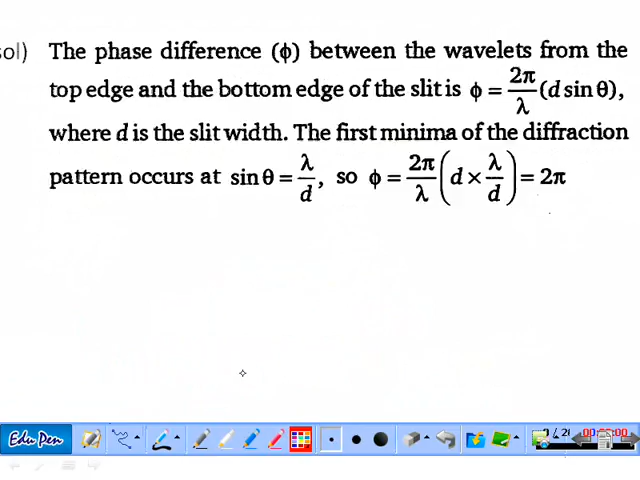 sol) The phase difference (ϕ) between the wavelets from the
top edge and the bottom edge of the slit is ϕ = 2π/λ (d sin θ),
where d is the slit width. The first minima of the diffraction
pattern occurs at sin θ = λ/d, so ϕ = 2π/λ (d × λ/d) = 2π
Edu Pen